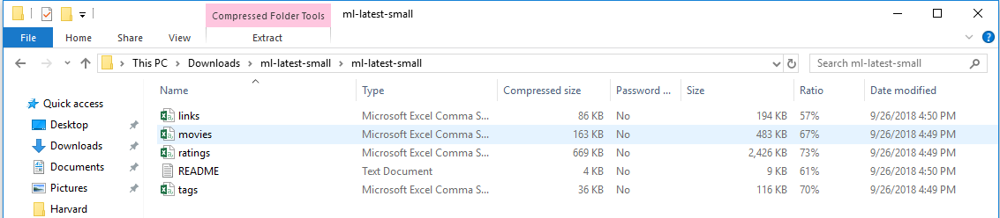 Compressed Folder Tools ml-latest-small
File Home Share View Extract
This PC Downloads ml-latest-small ml-latest-small Search ml-latest-small
Name Type Compressed size Password ... Size Ratio Date modified
Quick access
Desktop
Downloads
Documents
Pictures
Harvard
links Microsoft Excel Comma S... 86 KB No 194 KB 57% 9/26/2018 4:50 PM
movies Microsoft Excel Comma S... 163 KB No 483 KB 67% 9/26/2018 4:49 PM
ratings Microsoft Excel Comma S... 669 KB No 2,426 KB 73% 9/26/2018 4:49 PM
README Text Document 4 KB No 9 KB 61% 9/26/2018 4:50 PM
tags Microsoft Excel Comma S... 36 KB No 116 KB 70% 9/26/2018 4:49 PM